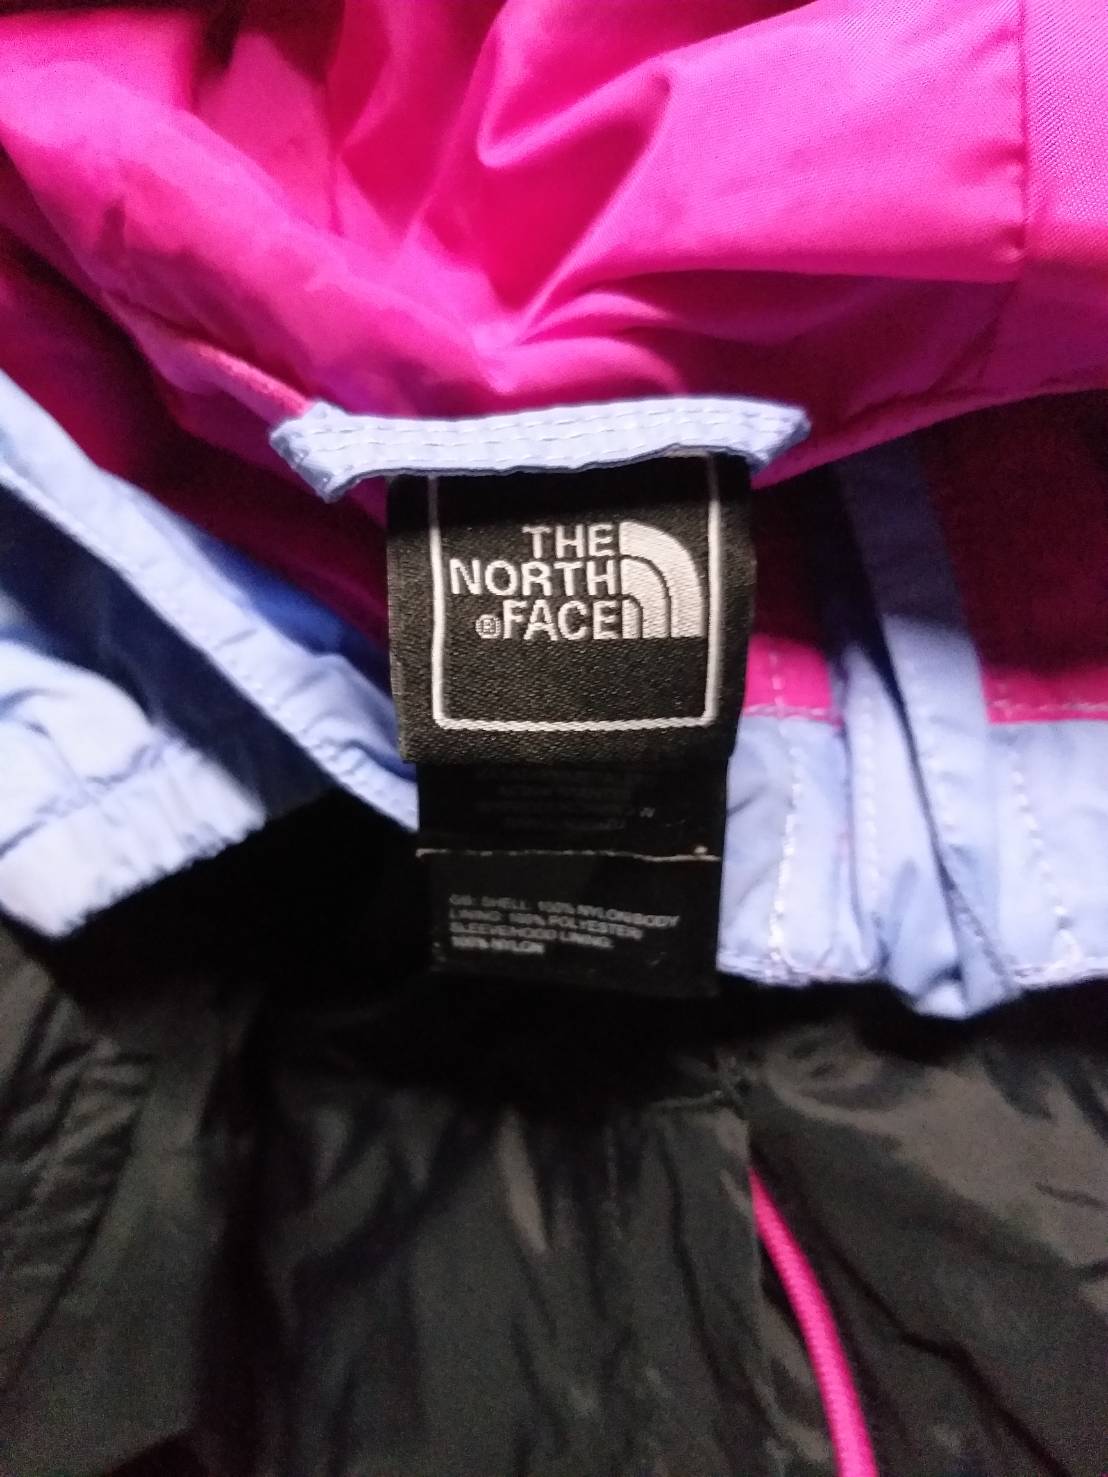 THE
NORTH
®FACE
GB: SHELL: 100% NYLON/BODY
LINING: 100% POLYESTER/
SLEEVE/HOOD LINING:
100% NYLON